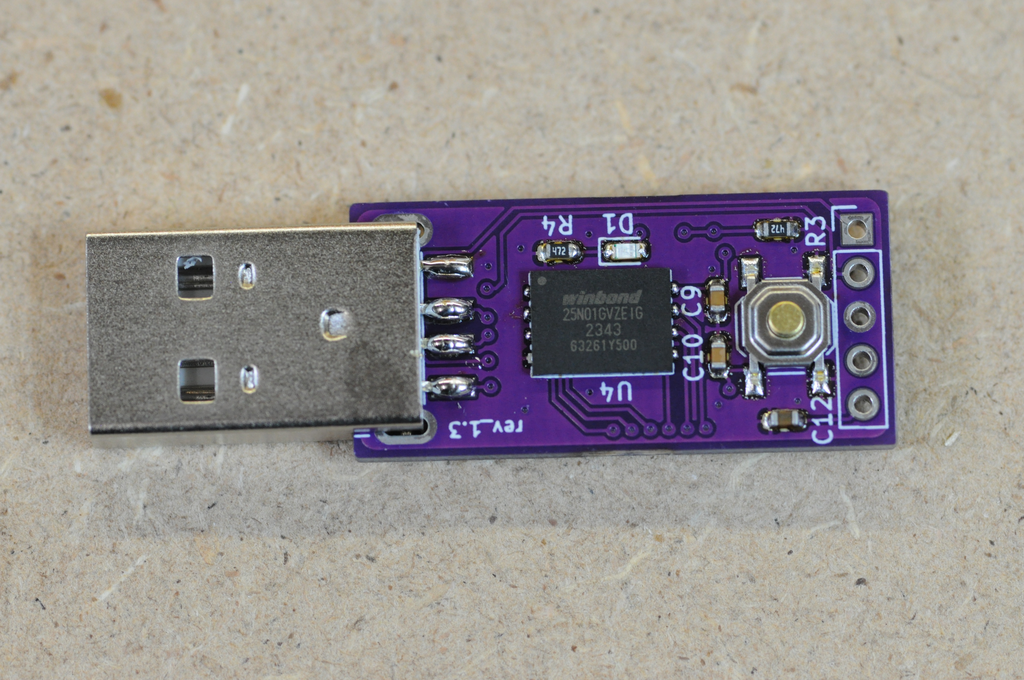 R4
D1
472
472
R3
winbond
25N01GVZEIG
2343
63261Y500
C9
C10
U4
rev_1.3
C12